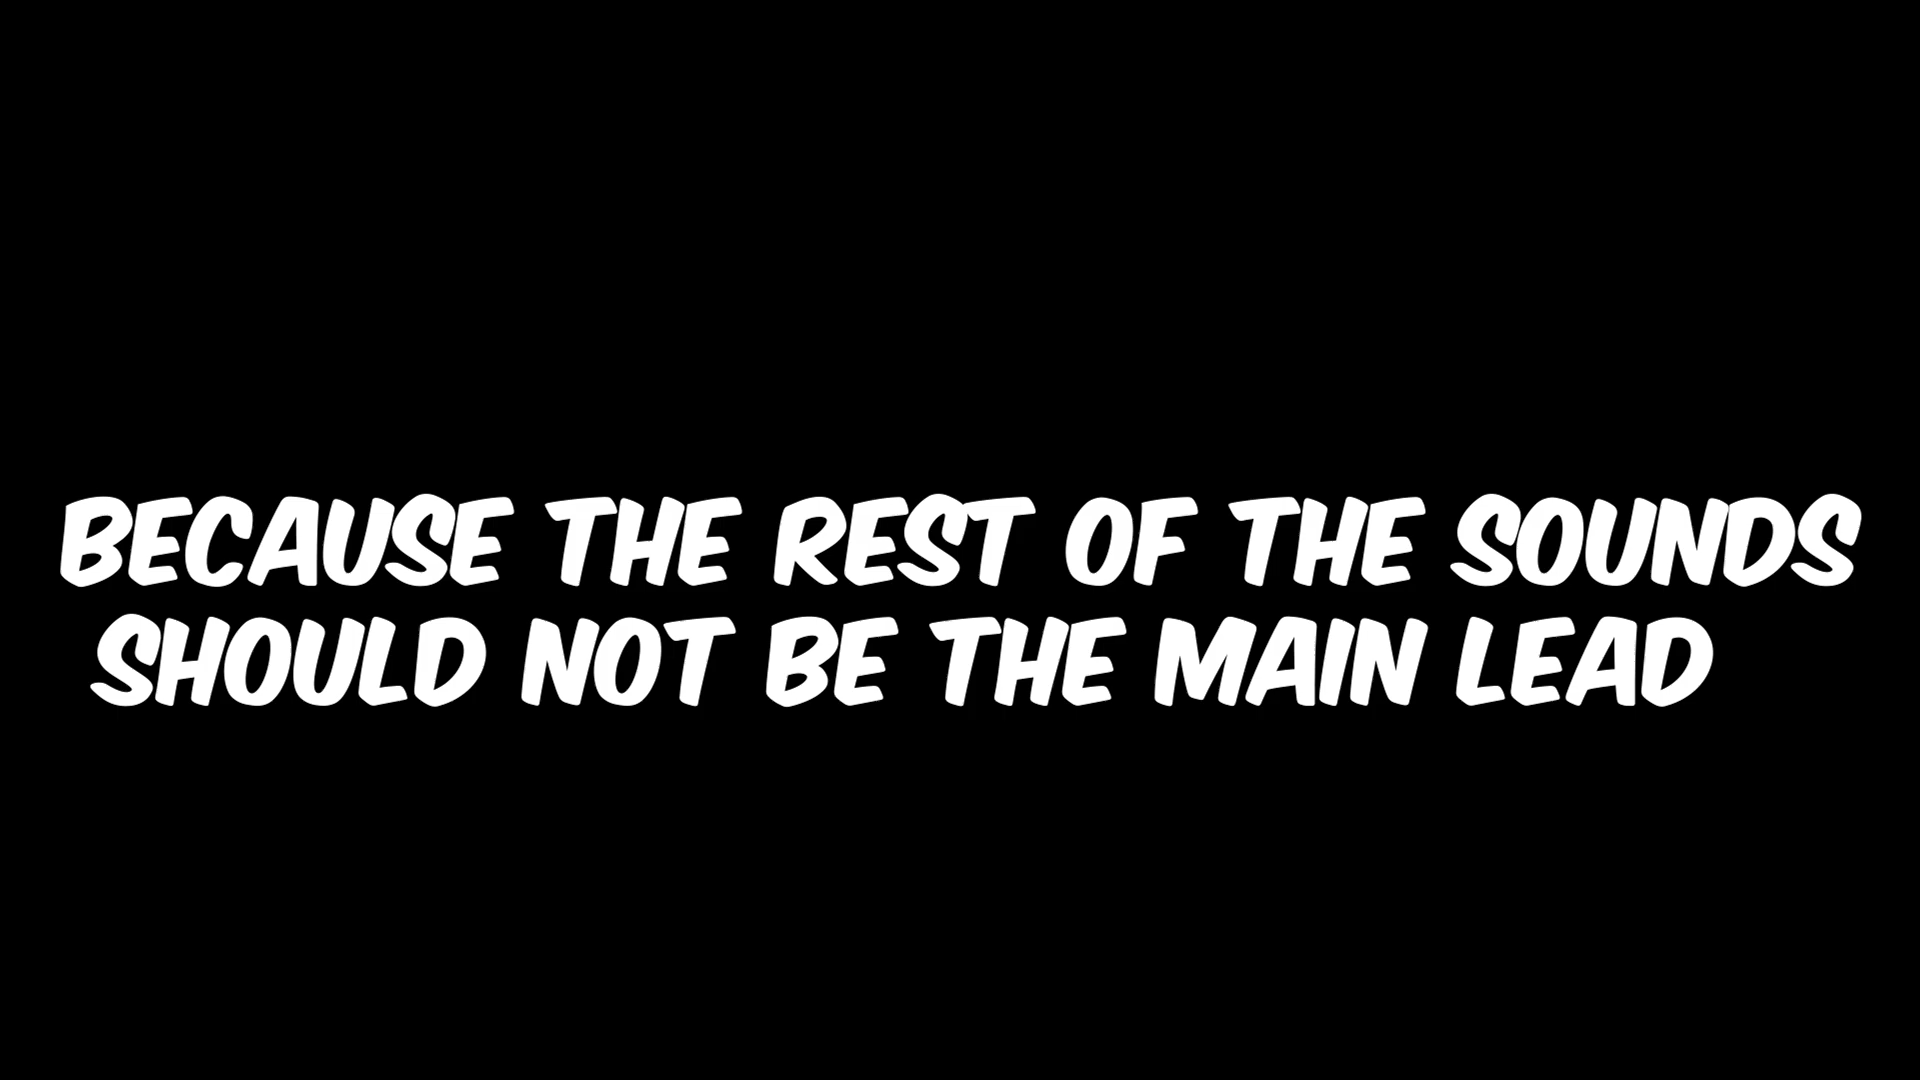 BECAUSE THE REST OF THE SOUNDS
SHOULD NOT BE THE MAIN LEAD